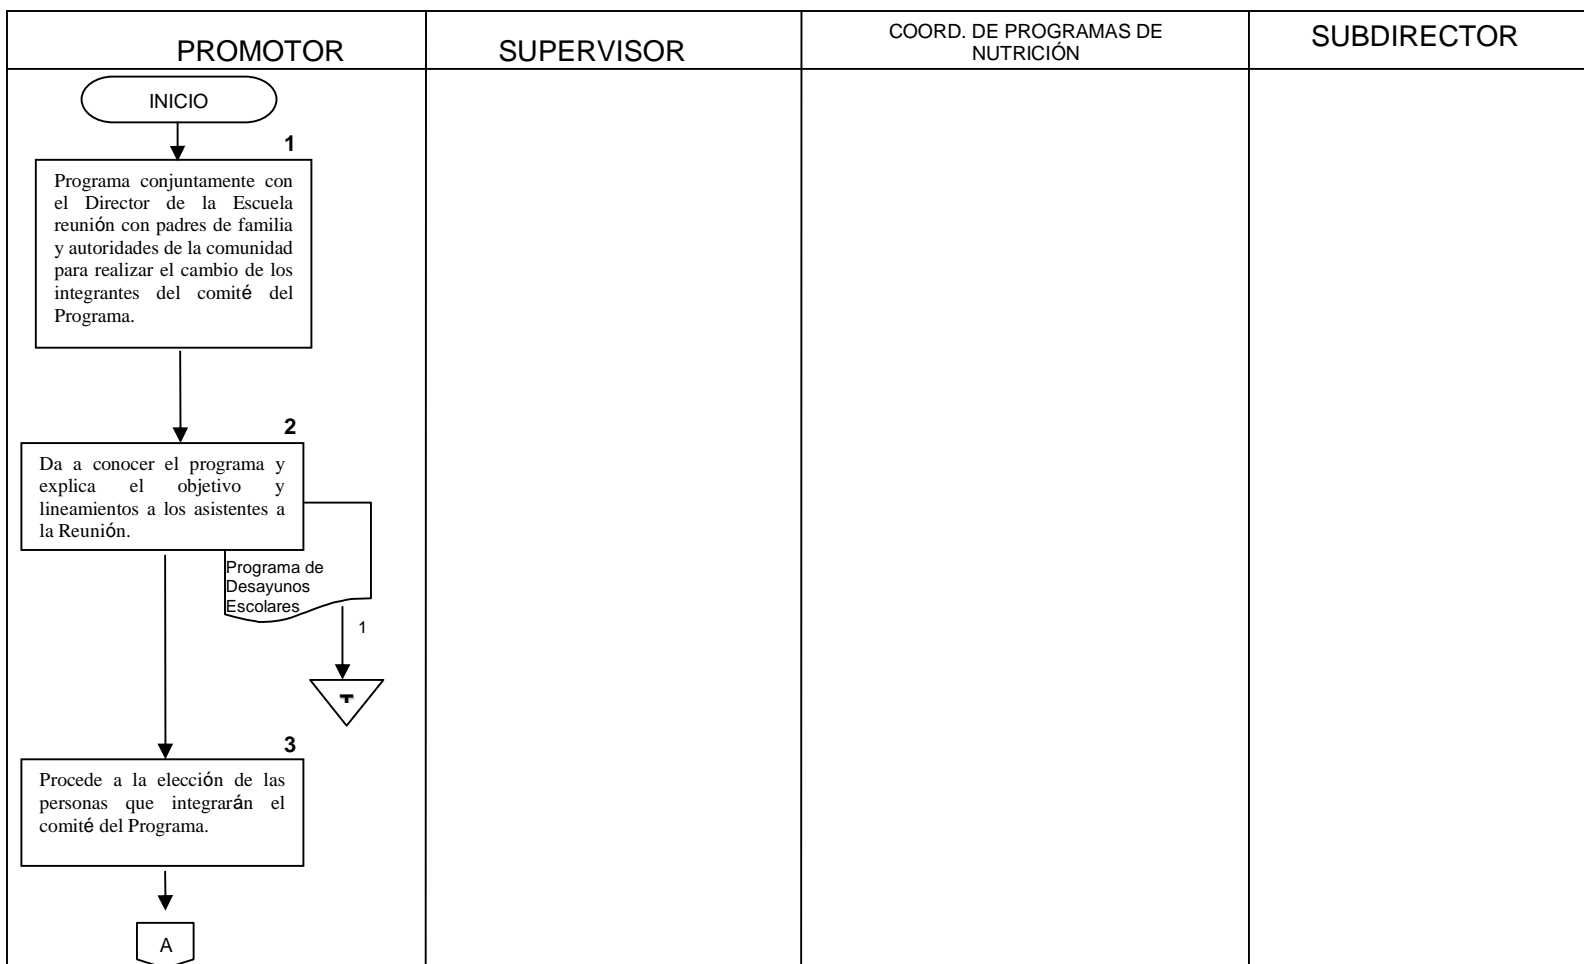 PROMOTOR
SUPERVISOR
COORD. DE PROGRAMAS DE
NUTRICIÓN
SUBDIRECTOR
INICIO
1
Programa conjuntamente con
el Director de la Escuela
reunión con padres de familia
y autoridades de la comunidad
para realizar el cambio de los
integrantes del comité del
Programa.
2
Da a conocer el programa y
explica el objetivo y
lineamientos a los asistentes a
la Reunión.
Programa de
Desayunos
Escolares
1
3
Procede a la elección de las
personas que integrarán el
comité del Programa.
A